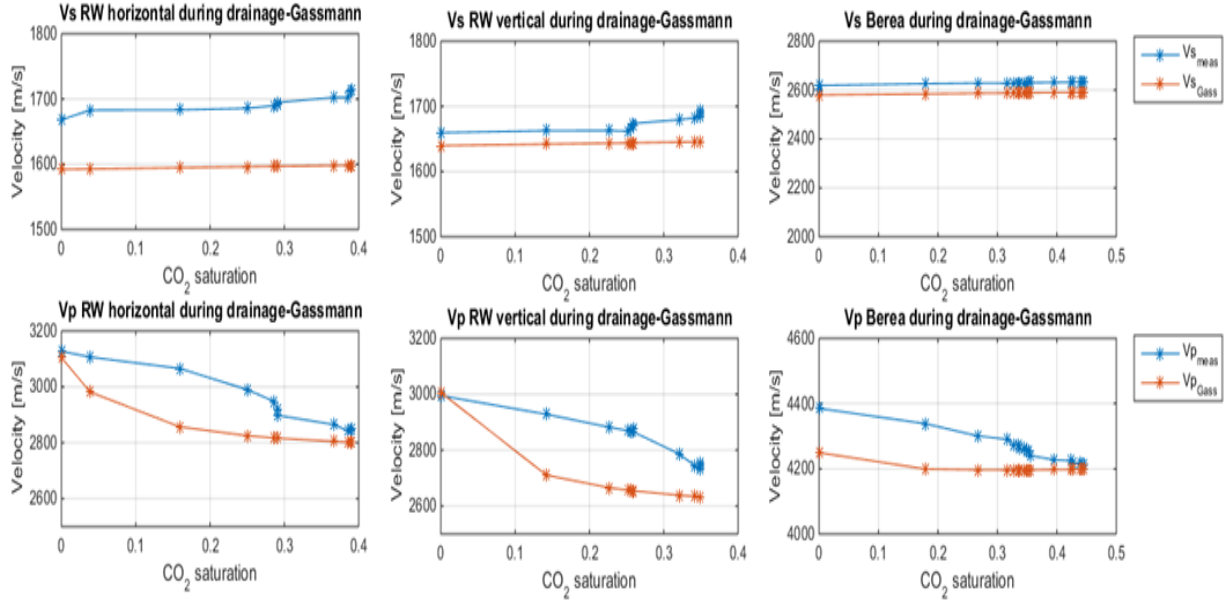 Vs RW horizontal during drainage-Gassmann
1800
1700
1600
1500
Velocity [m/s]
0 0.1 0.2 0.3 0.4
CO2 saturation
Vs RW vertical during drainage-Gassmann
1800
1700
1600
1500
Velocity [m/s]
0 0.1 0.2 0.3 0.4
CO2 saturation
Vs Berea during drainage-Gassmann
2800
2600
2400
2200
2000
Velocity [m/s]
0 0.1 0.2 0.3 0.4 0.5
CO2 saturation
Vsmeas
VsGass
Vp RW horizontal during drainage-Gassmann
3200
3000
2800
2600
Velocity [m/s]
0 0.1 0.2 0.3 0.4
CO2 saturation
Vp RW vertical during drainage-Gassmann
3200
3000
2800
2600
Velocity [m/s]
0 0.1 0.2 0.3 0.4
CO2 saturation
Vp Berea during drainage-Gassmann
4600
4400
4200
4000
Velocity [m/s]
0 0.1 0.2 0.3 0.4 0.5
CO2 saturation
Vpmeas
VpGass